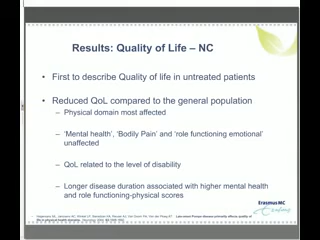 Results: Quality of Life – NC
• First to describe Quality of life in untreated patients
• Reduced QoL compared to the general population
– Physical domain most affected
– 'Mental health', 'Bodily Pain' and 'role functioning emotional'
unaffected
– QoL related to the level of disability
– Longer disease duration associated with higher mental health
and role functioning-physical scores
Erasmus MC